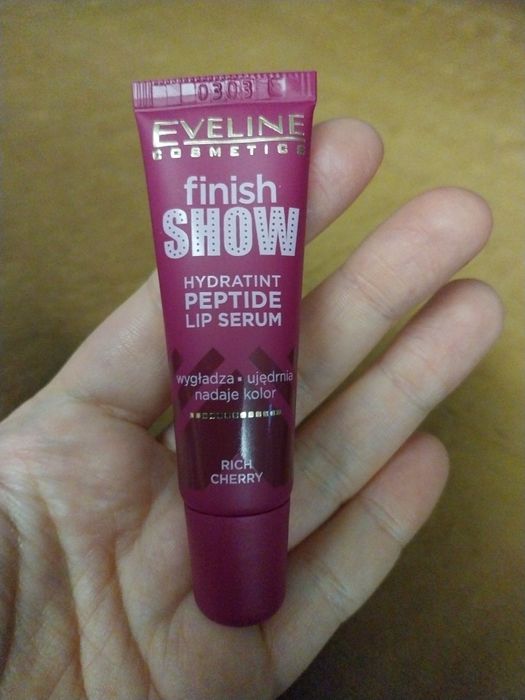 0303
EVELINE
COSMETICS
finish
SHOW
HYDRATINT
PEPTIDE
LIP SERUM
wygładza ▪ ujędrnia
nadaje kolor
RICH
CHERRY